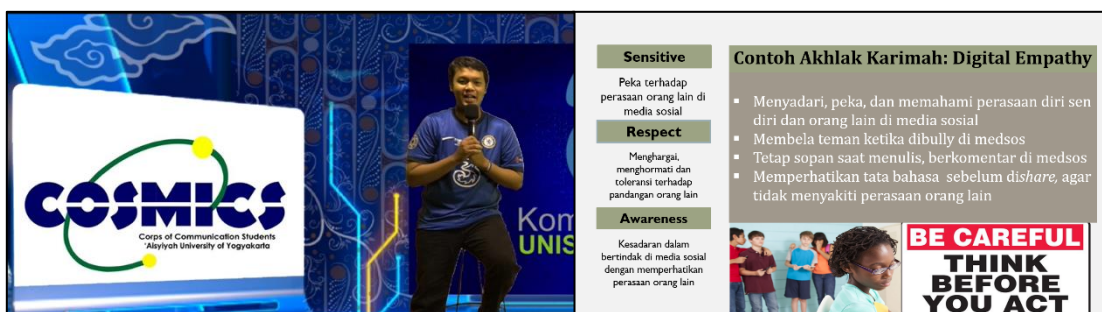 COSMICS
Corps of Communication Students
'Aisyiyah University of Yogyakarta
3
Kom
UNIS
Sensitive
Peka terhadap
perasaan orang lain di
media sosial
Respect
Menghargai,
menghormati dan
toleransi terhadap
pandangan orang lain
Awareness
Kesadaran dalam
bertindak di media sosial
dengan memperhatikan
perasaan orang lain
Contoh Akhlak Karimah: Digital Empathy
▪ Menyadari, peka, dan memahami perasaan diri sen
diri dan orang lain di media sosial
▪ Membela teman ketika dibully di medsos
▪ Tetap sopan saat menulis, berkomentar di medsos
▪ Memperhatikan tata bahasa sebelum dishare, agar
tidak menyakiti perasaan orang lain
BE CAREFUL
THINK
BEFORE
YOU ACT